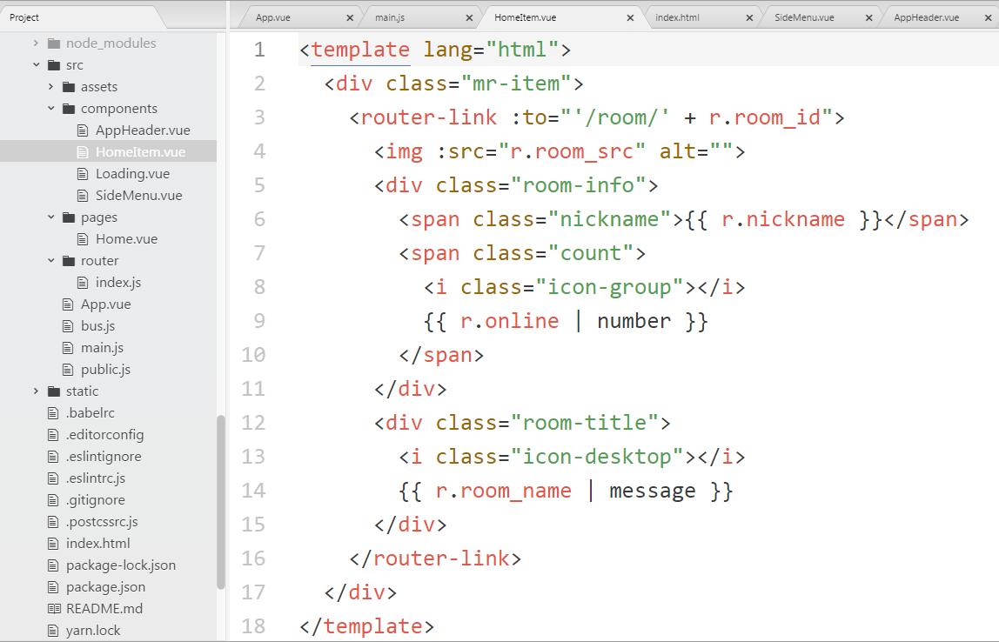 Project
App.vue
main.js
HomeItem.vue
index.html
SideMenu.vue
AppHeader.vue
node_modules
src
assets
components
AppHeader.vue
HomeItem.vue
Loading.vue
SideMenu.vue
pages
Home.vue
router
index.js
App.vue
bus.js
main.js
public.js
static
.babelrc
.editorconfig
.eslintignore
.eslintrc.js
.gitignore
.postcssrc.js
index.html
package-lock.json
package.json
README.md
yarn.lock
1 <template lang="html">
2   <div class="mr-item">
3     <router-link :to="'/room/' + r.room_id">
4       <img :src="r.room_src" alt="">
5       <div class="room-info">
6         <span class="nickname">{{ r.nickname }}</span>
7         <span class="count">
8           <i class="icon-group"></i>
9           {{ r.online | number }}
10         </span>
11       </div>
12       <div class="room-title">
13         <i class="icon-desktop"></i>
14         {{ r.room_name | message }}
15       </div>
16     </router-link>
17   </div>
18 </template>